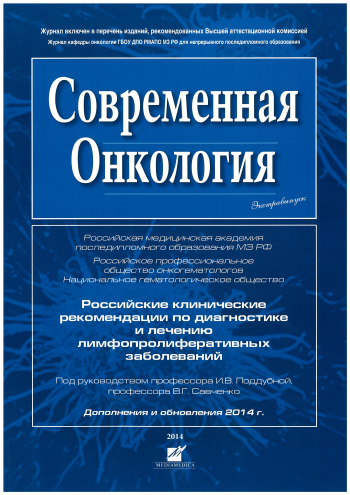 Журнал включен в перечень изданий, рекомендованных Высшей аттестационной комиссией
Журнал кафедры онкологии ГБОУ ДПО РМАПО МЗ РФ для непрерывного последипломного образования
Современная
Онкология
Экстравыпуск
Российская медицинская академия
последипломного образования МЗ РФ
Российское профессиональное
общество онкогематологов
Национальное гематологическое общество
Российские клинические
рекомендации по диагностике
и лечению
лимфопролиферативных
заболеваний
Под руководством профессора И.В. Поддубной,
профессора В.Г. Савченко
Дополнения и обновления 2014 г.
2014
МЕДИАМЕДИСА